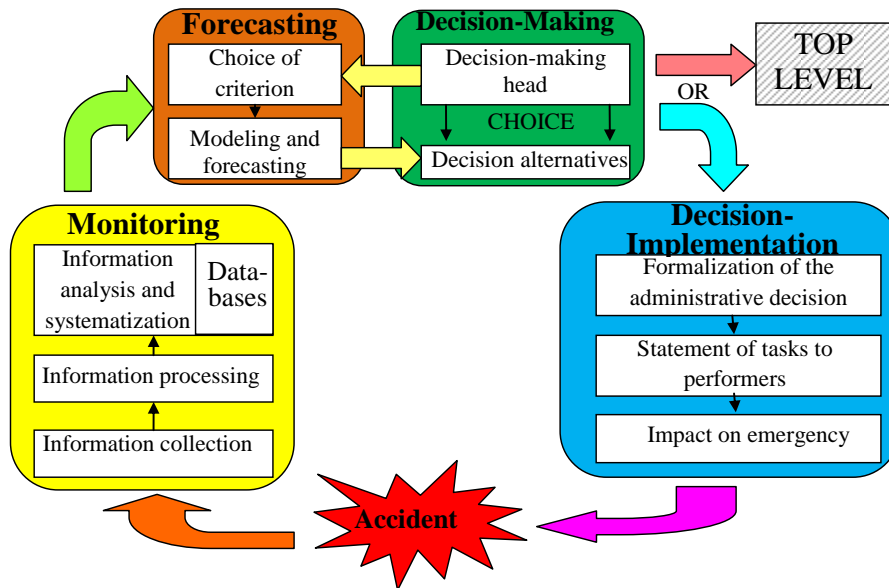 Forecasting
Choice of
criterion
Modeling and
forecasting
Decision-Making
Decision-making
head
CHOICE
Decision alternatives
OR
TOP
LEVEL
Monitoring
Information
analysis and
systematization
Data-
bases
Information processing
Information collection
Decision-
Implementation
Formalization of the
administrative decision
Statement of tasks to
performers
Impact on emergency
Accident